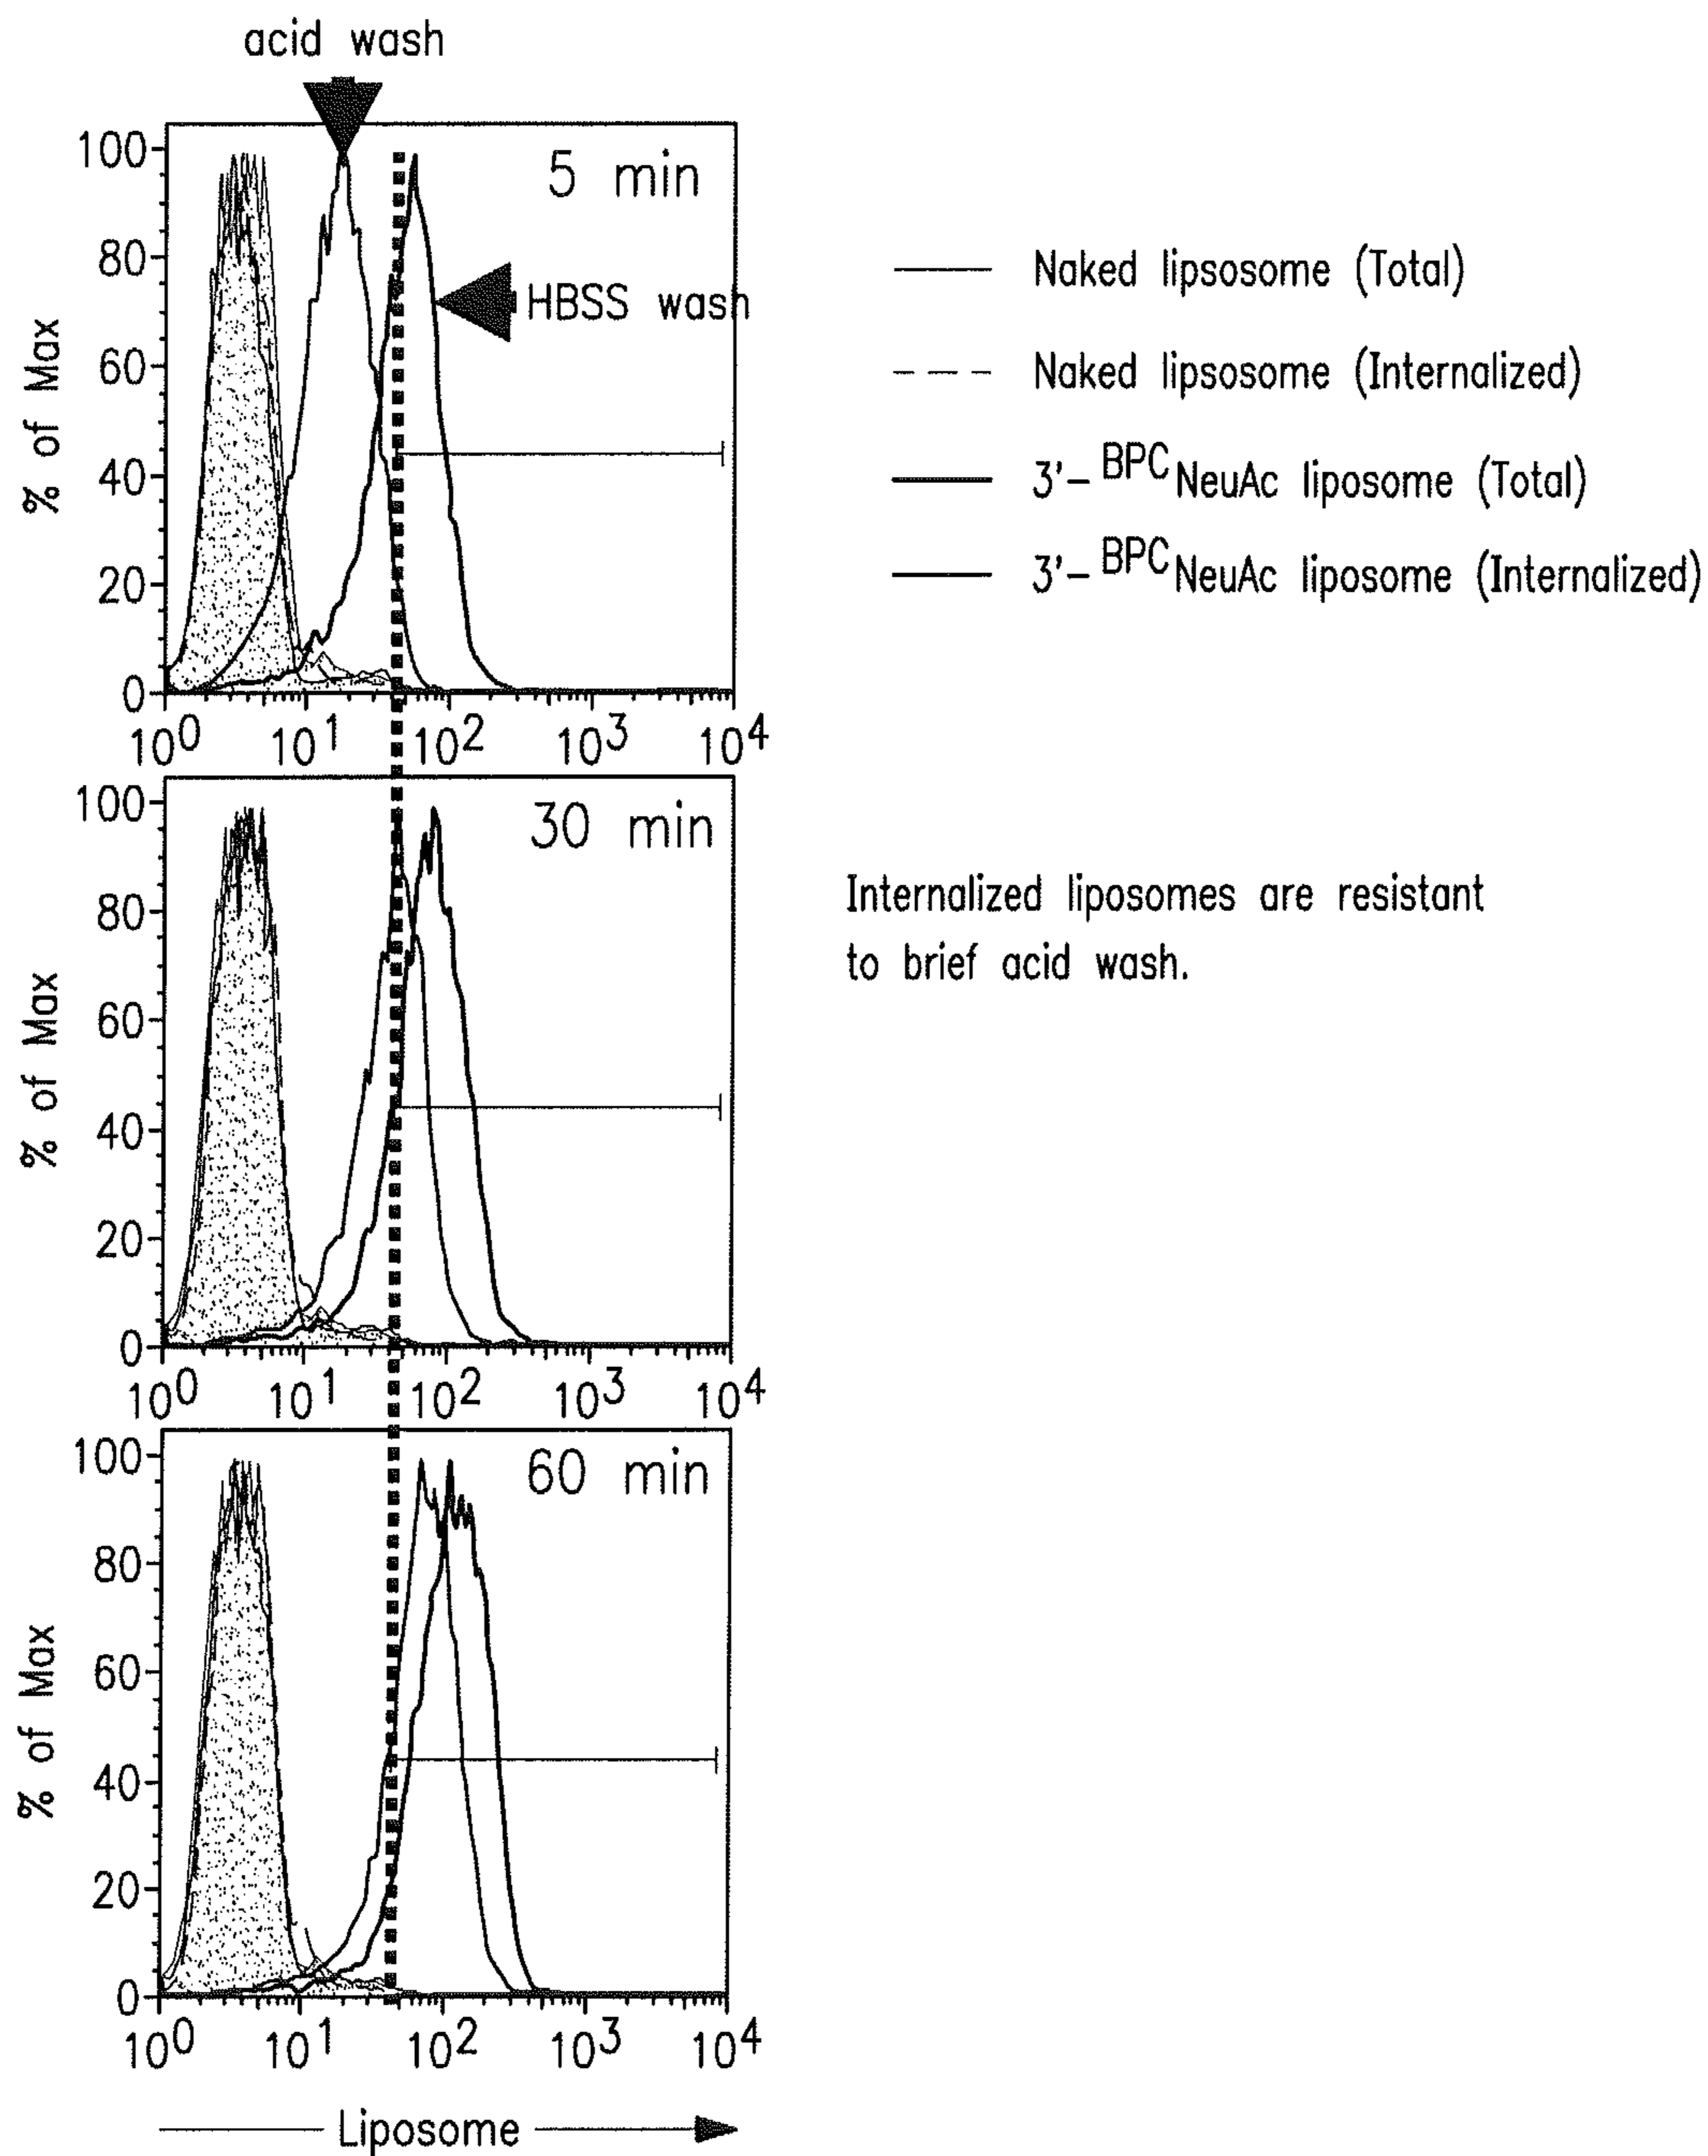 acid wash
% of Max
100
80
60
40
20
0
5 min
HBSS wash
10^0 10^1 10^2 10^3 10^4
Naked lipsosome (Total)
Naked lipsosome (Internalized)
3'-BPCNeuAc liposome (Total)
3'-BPCNeuAc liposome (Internalized)
% of Max
100
80
60
40
20
0
30 min
10^0 10^1 10^2 10^3 10^4
Internalized liposomes are resistant
to brief acid wash.
% of Max
100
80
60
40
20
0
60 min
10^0 10^1 10^2 10^3 10^4
Liposome